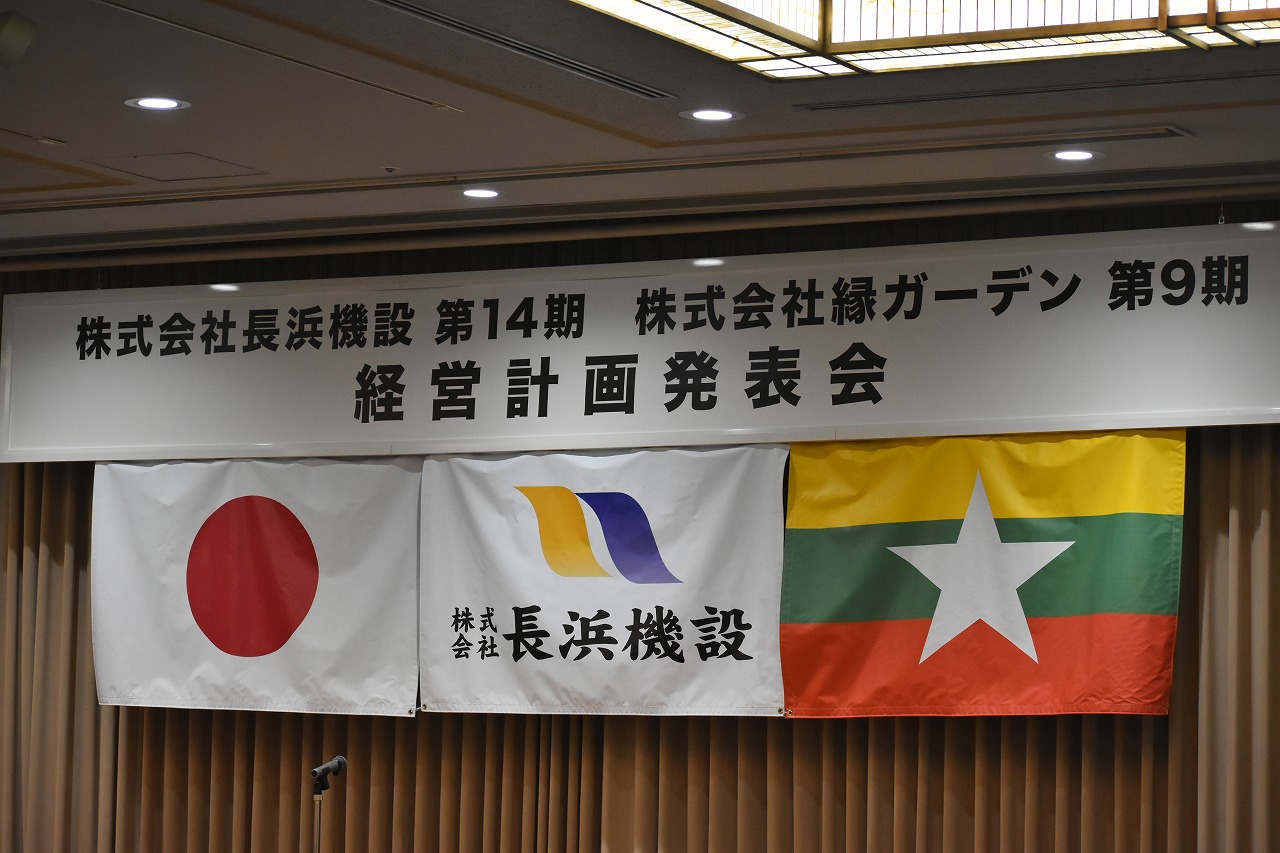 株式会社長浜機設 第14期　株式会社縁ガーデン 第9期
経営計画発表会
株式会社 長浜機設